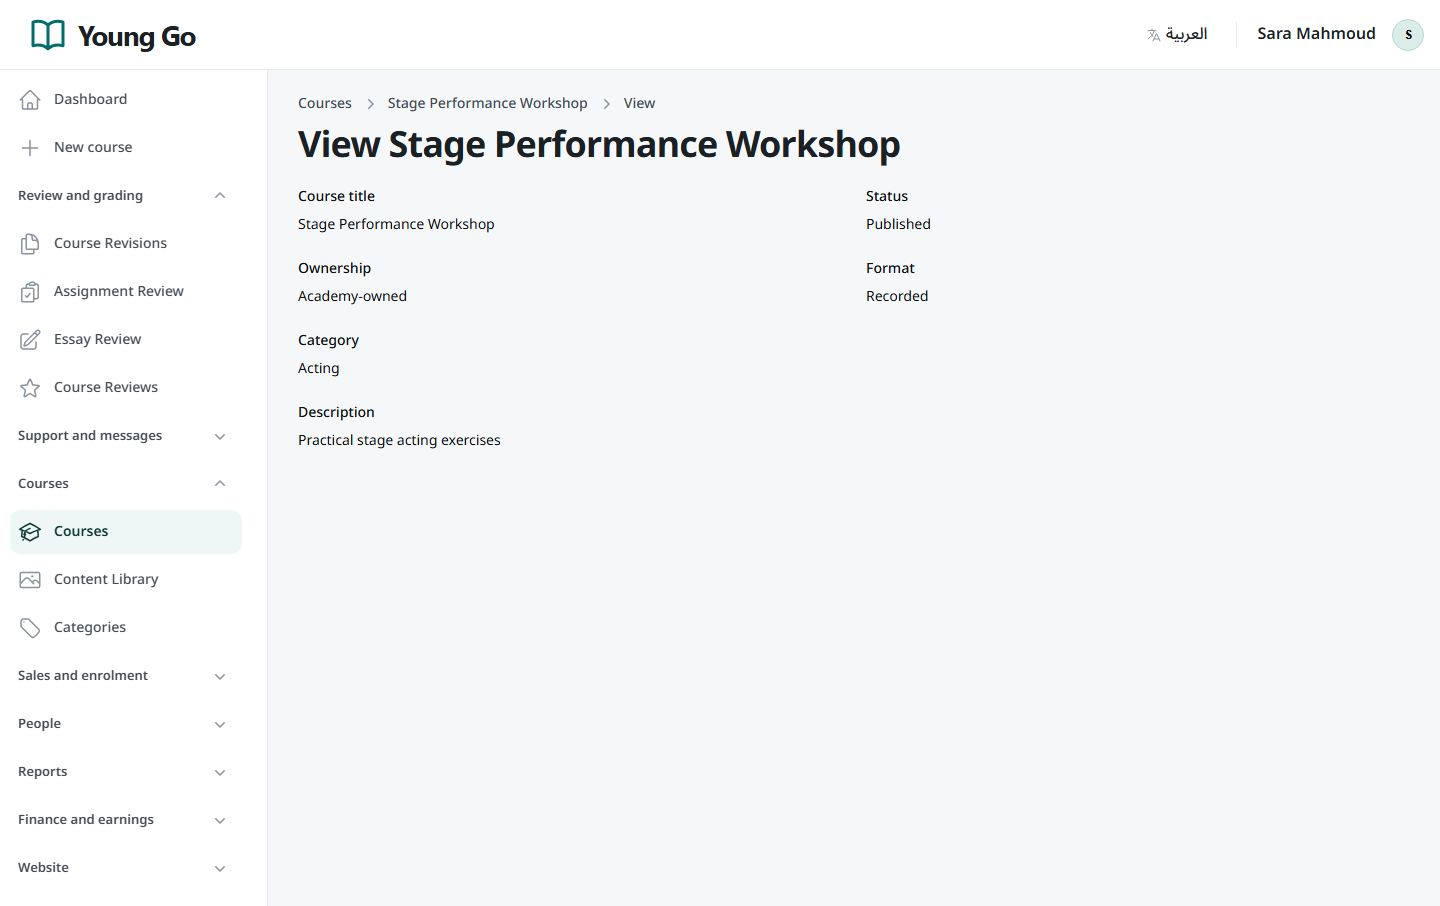 Young Go
العربية
Sara Mahmoud
S
Dashboard
New course
Review and grading
Course Revisions
Assignment Review
Essay Review
Course Reviews
Support and messages
Courses
Courses
Content Library
Categories
Sales and enrolment
People
Reports
Finance and earnings
Website
Courses > Stage Performance Workshop > View
View Stage Performance Workshop
Course title
Stage Performance Workshop
Status
Published
Ownership
Academy-owned
Format
Recorded
Category
Acting
Description
Practical stage acting exercises